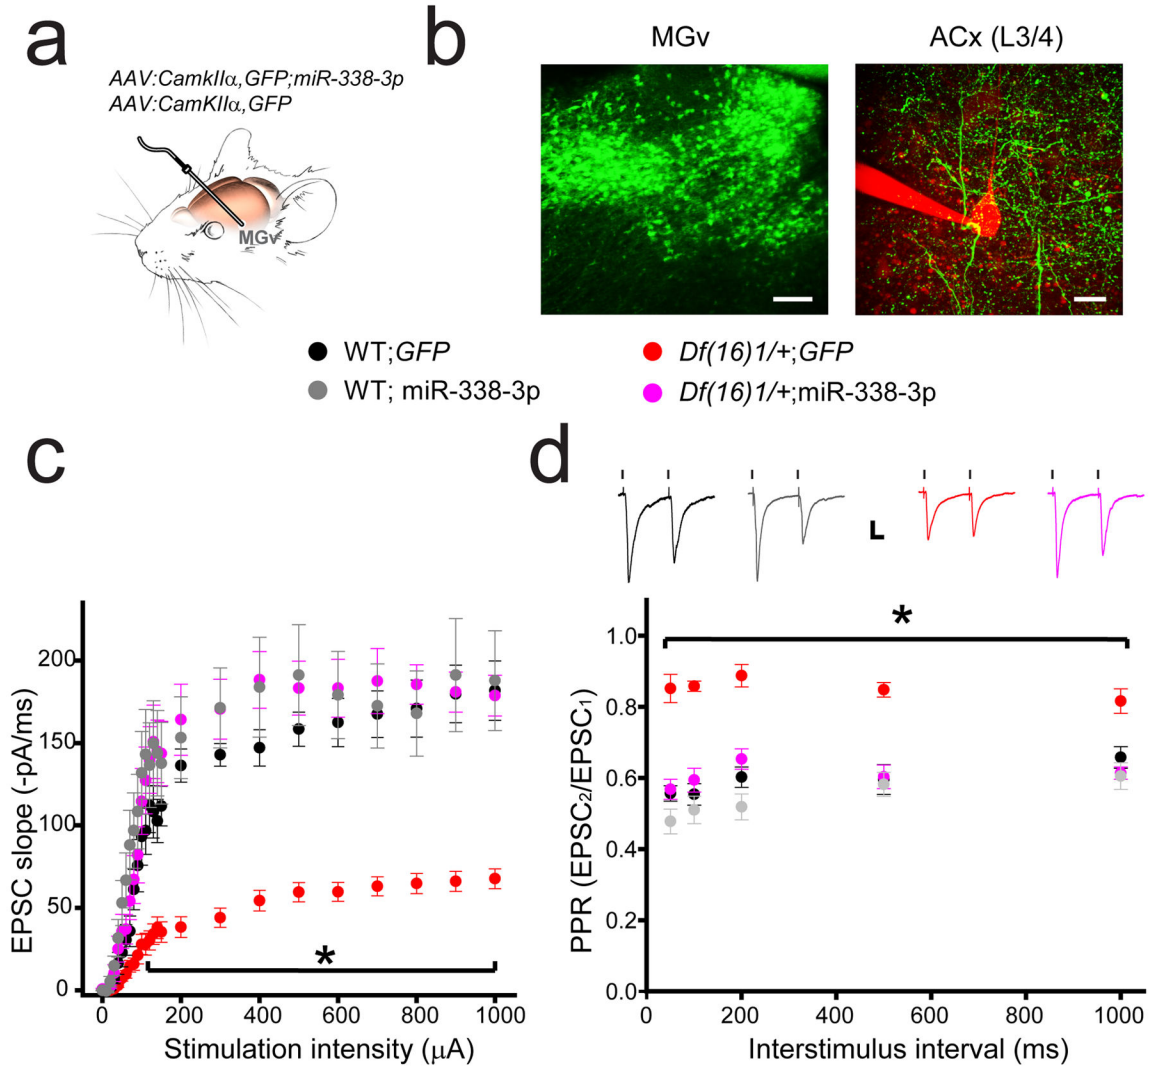 a
AAV:CamkIIα,GFP;miR-338-3p
AAV:CamKIIα,GFP
MGv
b
MGv
ACx (L3/4)
WT;GFP
WT; miR-338-3p
Df(16)1/+;GFP
Df(16)1/+;miR-338-3p
c
EPSC slope (-pA/ms)
200
150
100
50
0
*
0 200 400 600 800 1000
Stimulation intensity (μA)
d
*
PPR (EPSC₂/EPSC₁)
1.0
0.8
0.6
0.4
0.2
0.0
0 200 400 600 800 1000
Interstimulus interval (ms)